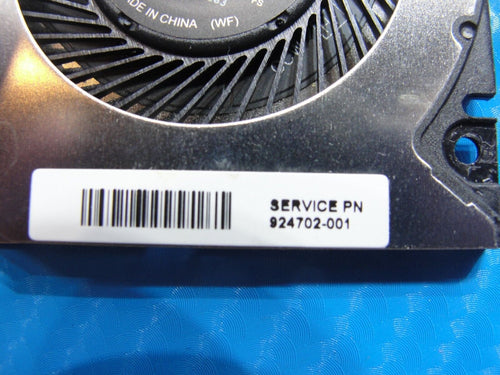 MADE IN CHINA (WF)
SERVICE PN
924702-001